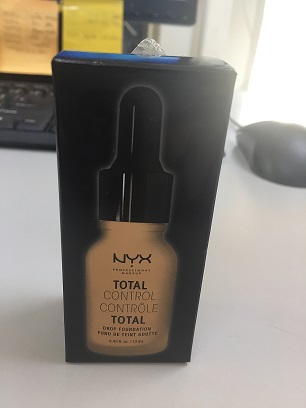 NYX
PROFESSIONAL
MAKEUP
TOTAL
CONTROL
CONTRÔLE
TOTAL
DROP FOUNDATION
FOND DE TEINT GOUTTE